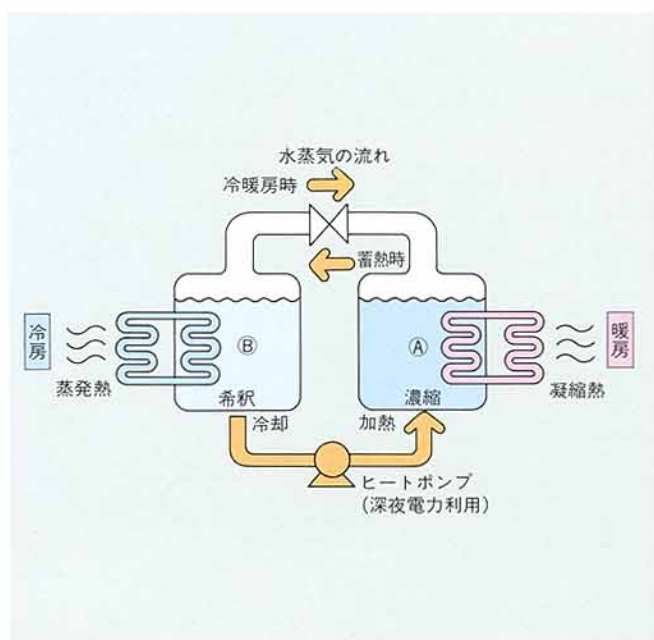 水蒸気の流れ
冷暖房時
蓄熱時
冷房
蒸発熱
Ⓑ
希釈
冷却
Ⓐ
濃縮
加熱
暖房
凝縮熱
ヒートポンプ
(深夜電力利用)